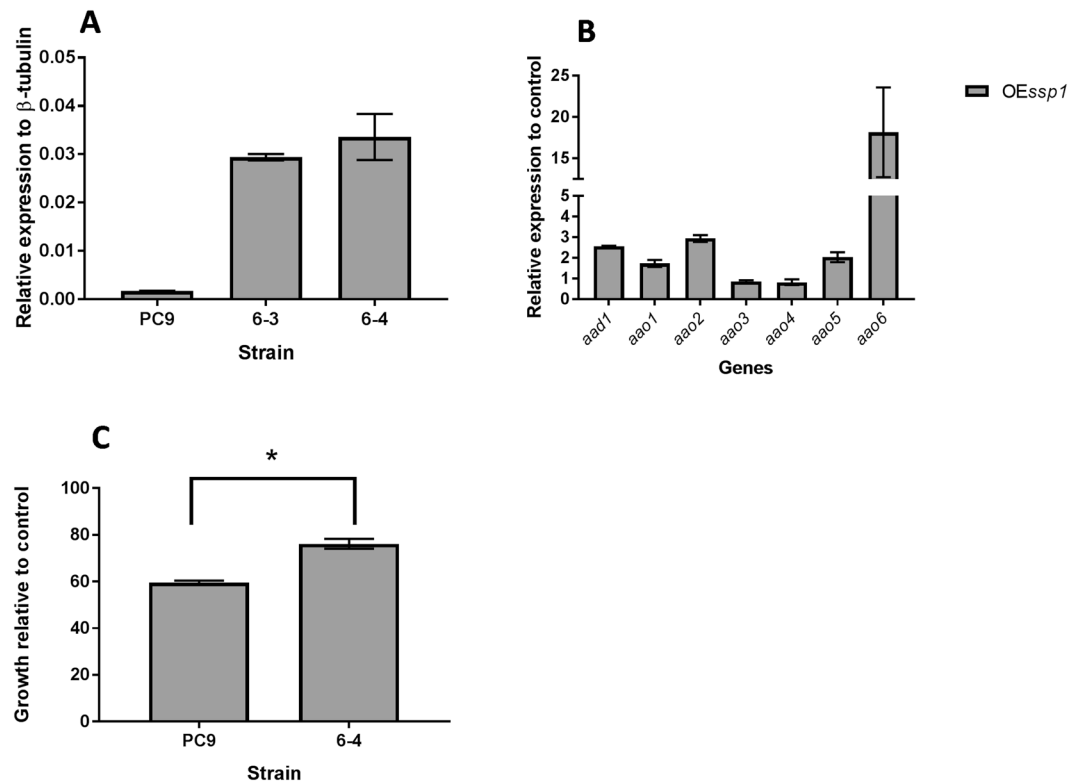 A
Relative expression to β-tubulin
0.05
0.04
0.03
0.02
0.01
0.00
PC9 6-3 6-4
Strain
B
Relative expression to control
25
20
15
5
4
3
2
1
0
aad1 aao1 aao2 aao3 aao4 aao5 aao6
Genes
OEssp1
C
Growth relative to control
100
80
60
40
20
0
*
PC9 6-4
Strain